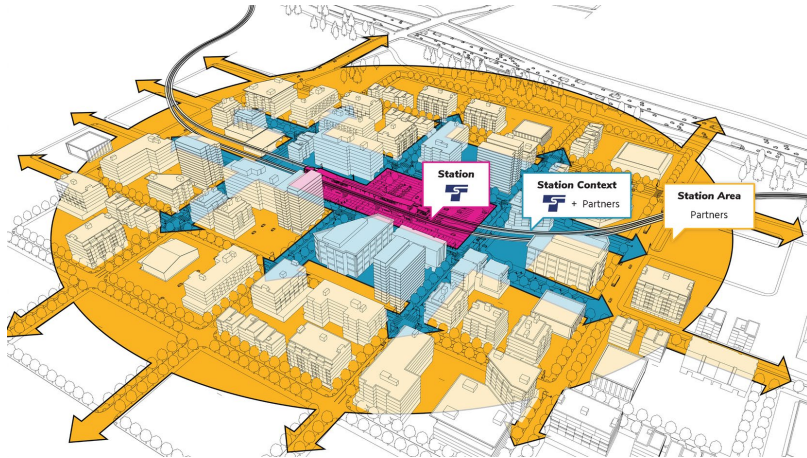 Station
Station Context
+ Partners
Station Area
Partners